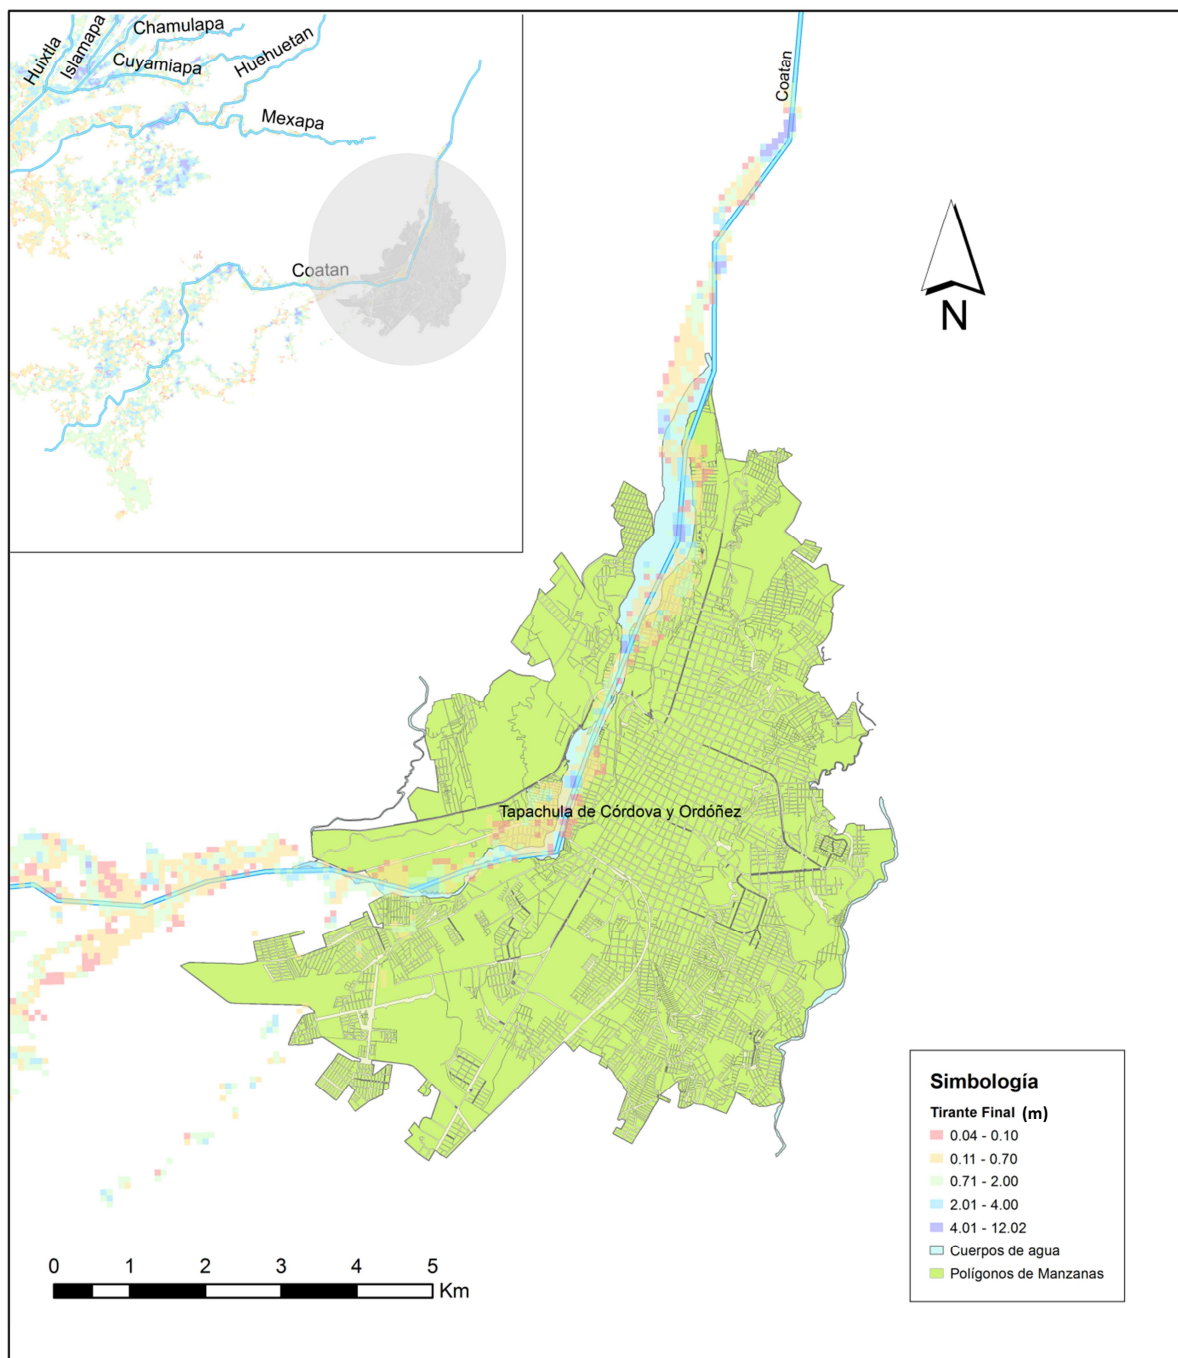 Huixtla
Islamapa
Chamulapa
Cuyamiapa
Huehuetan
Mexapa
Coatan
Coatan
N
Tapachula de Córdova y Ordóñez
Simbología
Tirante Final (m)
0.04 - 0.10
0.11 - 0.70
0.71 - 2.00
2.01 - 4.00
4.01 - 12.02
Cuerpos de agua
Polígonos de Manzanas
0 1 2 3 4 5
Km